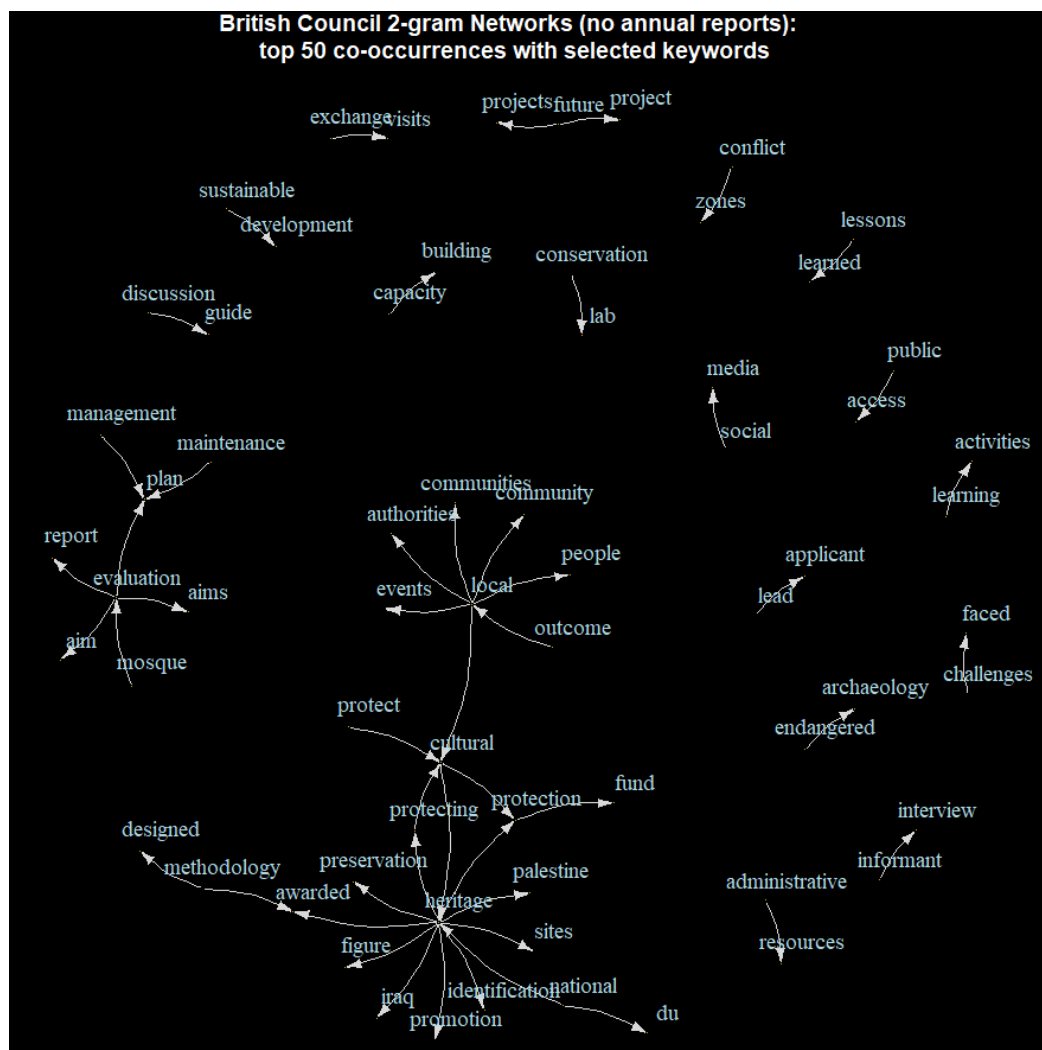 British Council 2-gram Networks (no annual reports):
top 50 co-occurrences with selected keywords
projects future project
exchange visits
conflict
sustainable
zones
development
lessons
building
conservation
learned
capacity
discussion
guide
lab
public
media
access
management
social
maintenance
activities
plan
communities
community
learning
authorities
report
people
applicant
evaluation
aims
events
local
lead
faced
outcome
aim
mosque
challenges
archaeology
protect
endangered
cultural
fund
protection
protecting
interview
designed
preservation
informant
methodology
palestine
administrative
awarded
heritage
sites
figure
resources
iraq
identification
national
promotion
du